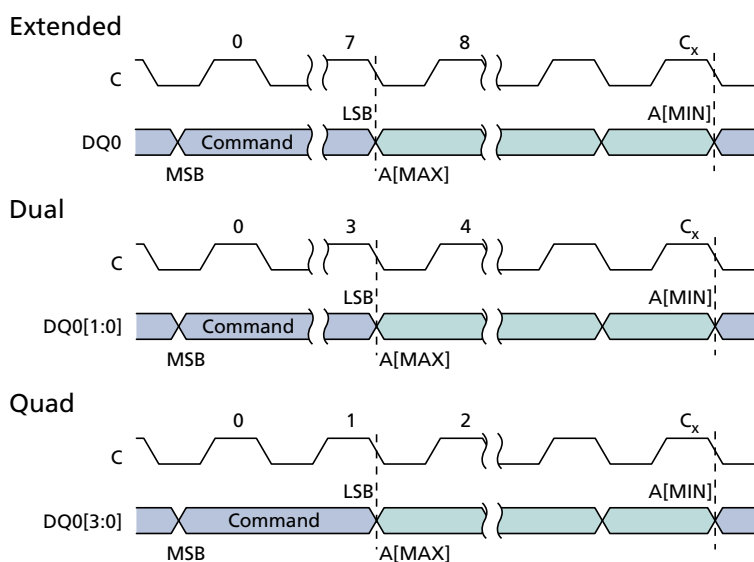 Extended
0 7 8 Cx
C
LSB A[MIN]
DQ0 Command
MSB A[MAX]
Dual
0 3 4 Cx
C
LSB A[MIN]
DQ0[1:0] Command
MSB A[MAX]
Quad
0 1 2 Cx
C
LSB A[MIN]
DQ0[3:0] Command
MSB A[MAX]